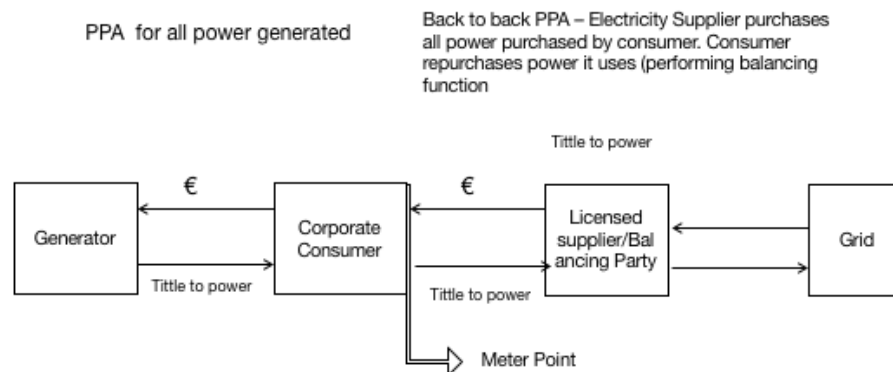 PPA for all power generated
Back to back PPA – Electricity Supplier purchases
all power purchased by consumer. Consumer
repurchases power it uses (performing balancing
function
Tittle to power
€
€
Generator
Corporate
Consumer
Licensed
supplier/Bal
ancing Party
Grid
Tittle to power
Tittle to power
Meter Point